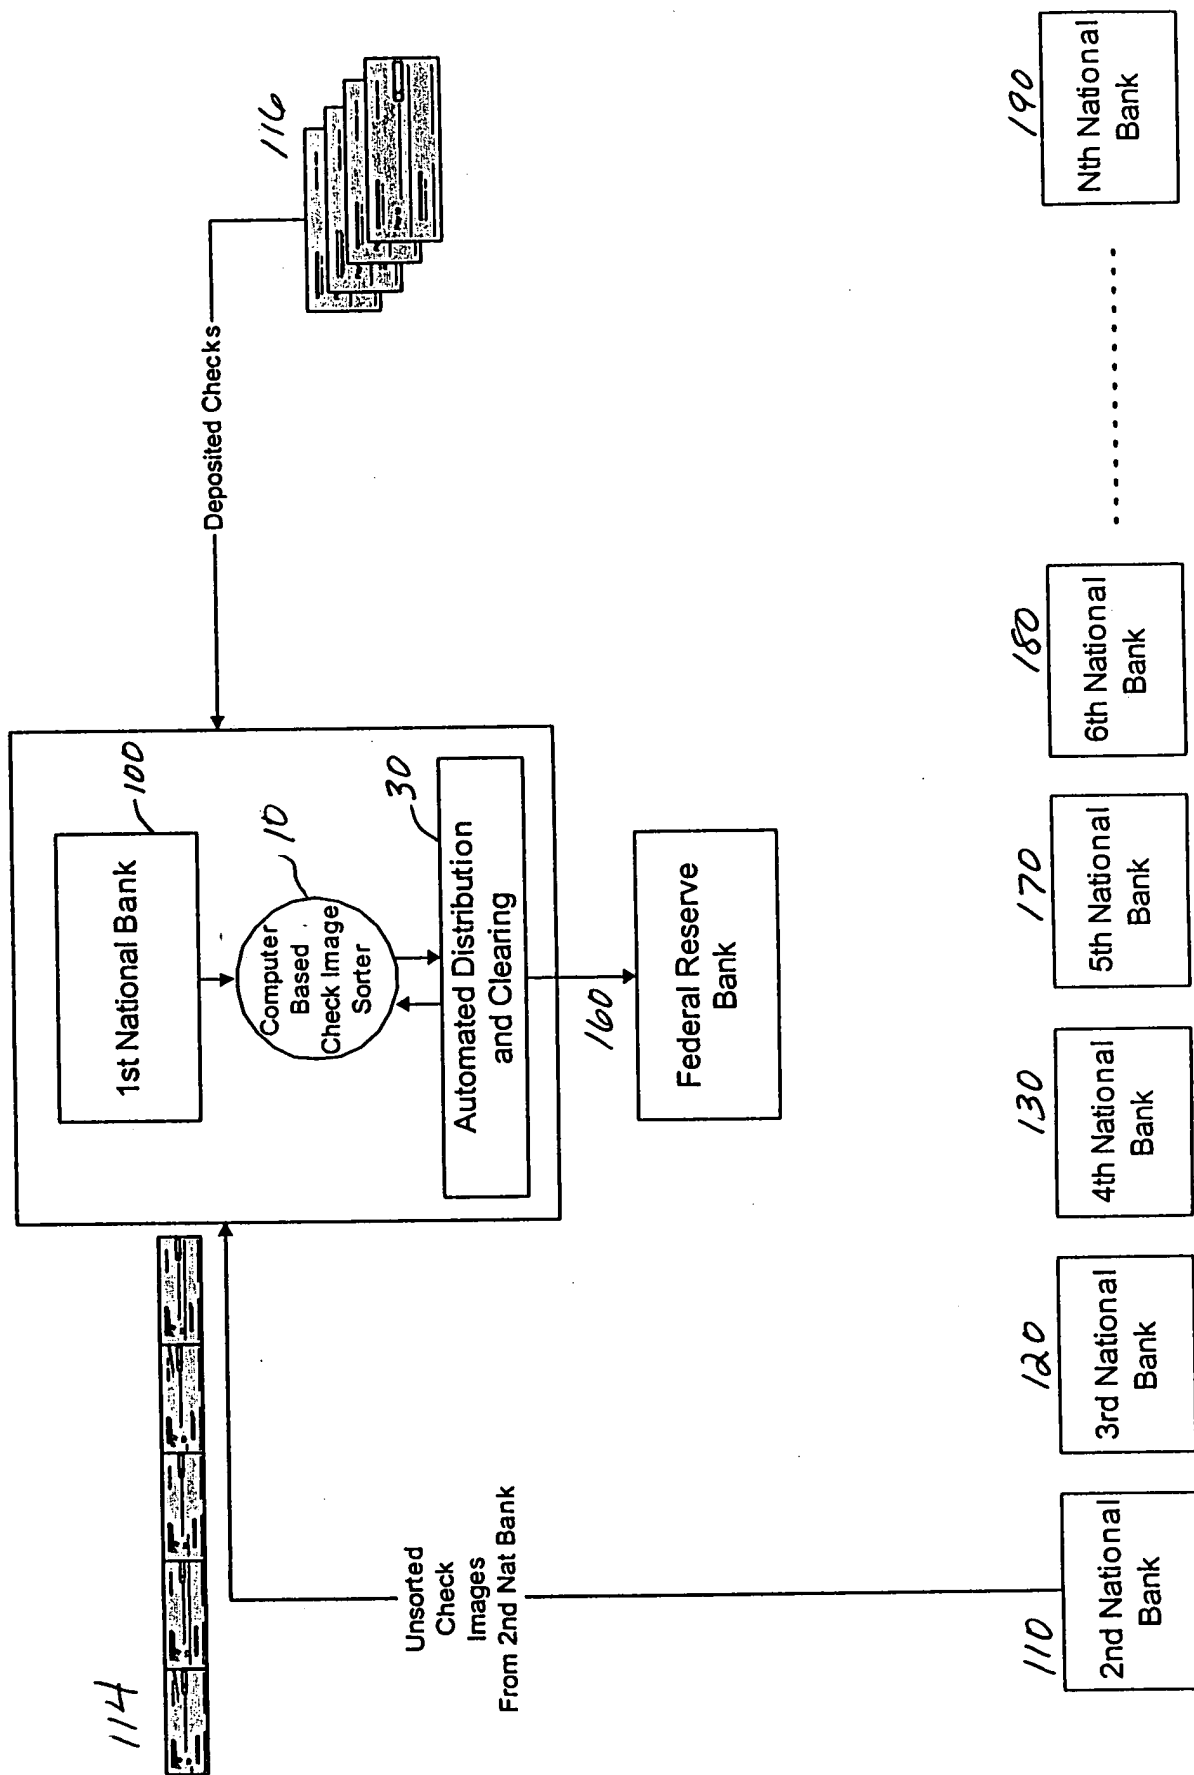 114
116
Deposited Checks
1st National Bank
100
Computer
Based
Check Image
Sorter
10
30
Automated Distribution
and Clearing
160
Federal Reserve
Bank
Unsorted
Check
Images
From 2nd Nat Bank
110
2nd National
Bank
120
3rd National
Bank
130
4th National
Bank
170
5th National
Bank
180
6th National
Bank
190
Nth National
Bank